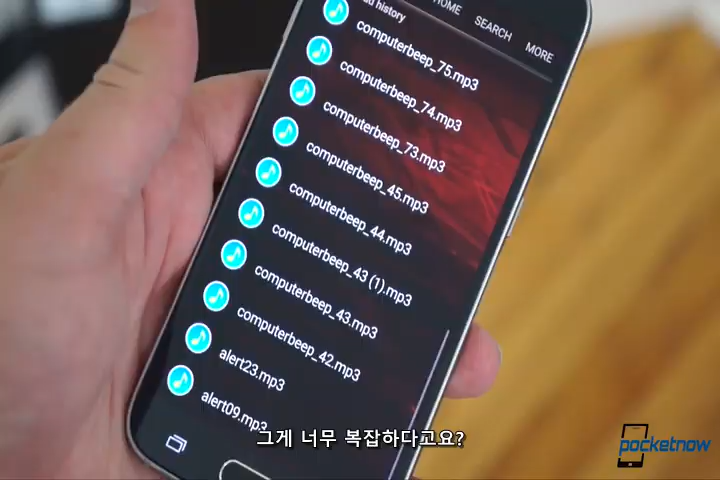 HOME
SEARCH
MORE
history
computerbeep_75.mp3
computerbeep_74.mp3
computerbeep_73.mp3
computerbeep_45.mp3
computerbeep_44.mp3
computerbeep_43 (1).mp3
computerbeep_43.mp3
computerbeep_42.mp3
alert23.mp3
alert09.mp3
그게 너무 복잡하다고요?
pocketnow